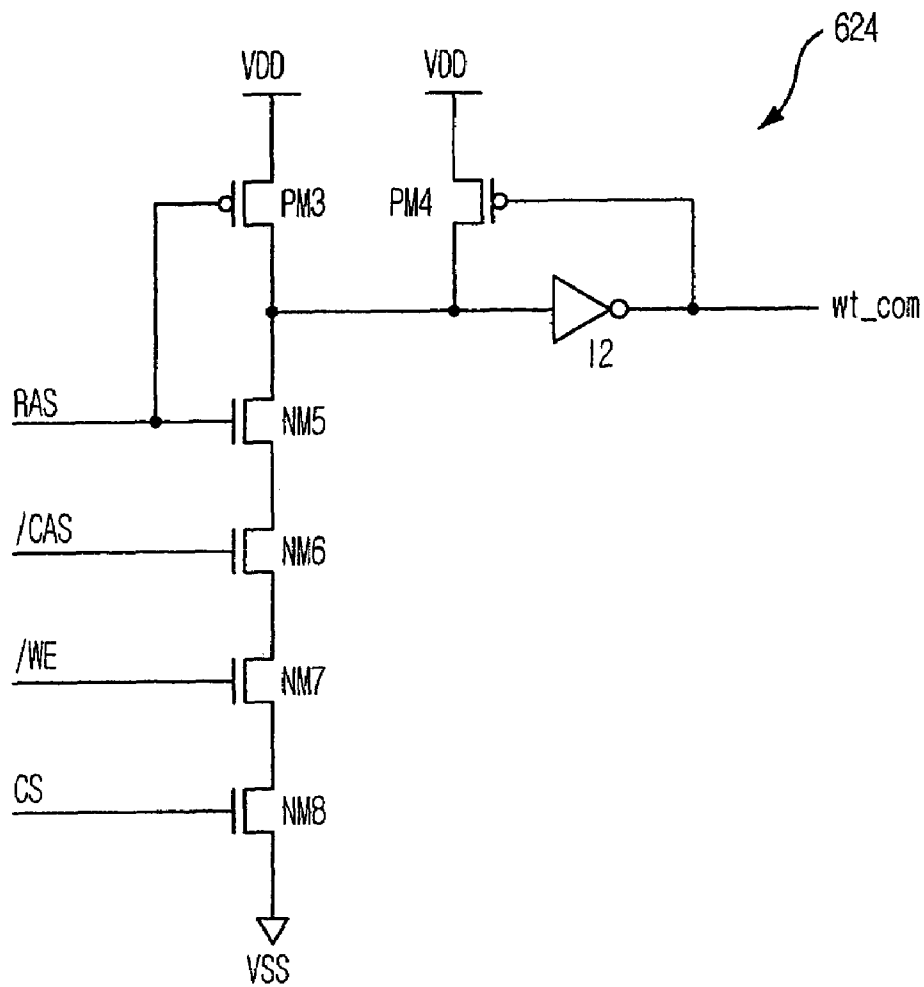 624
VDD
VDD
PM3
PM4
wt_com
I2
RAS
NM5
/CAS
NM6
/WE
NM7
CS
NM8
VSS